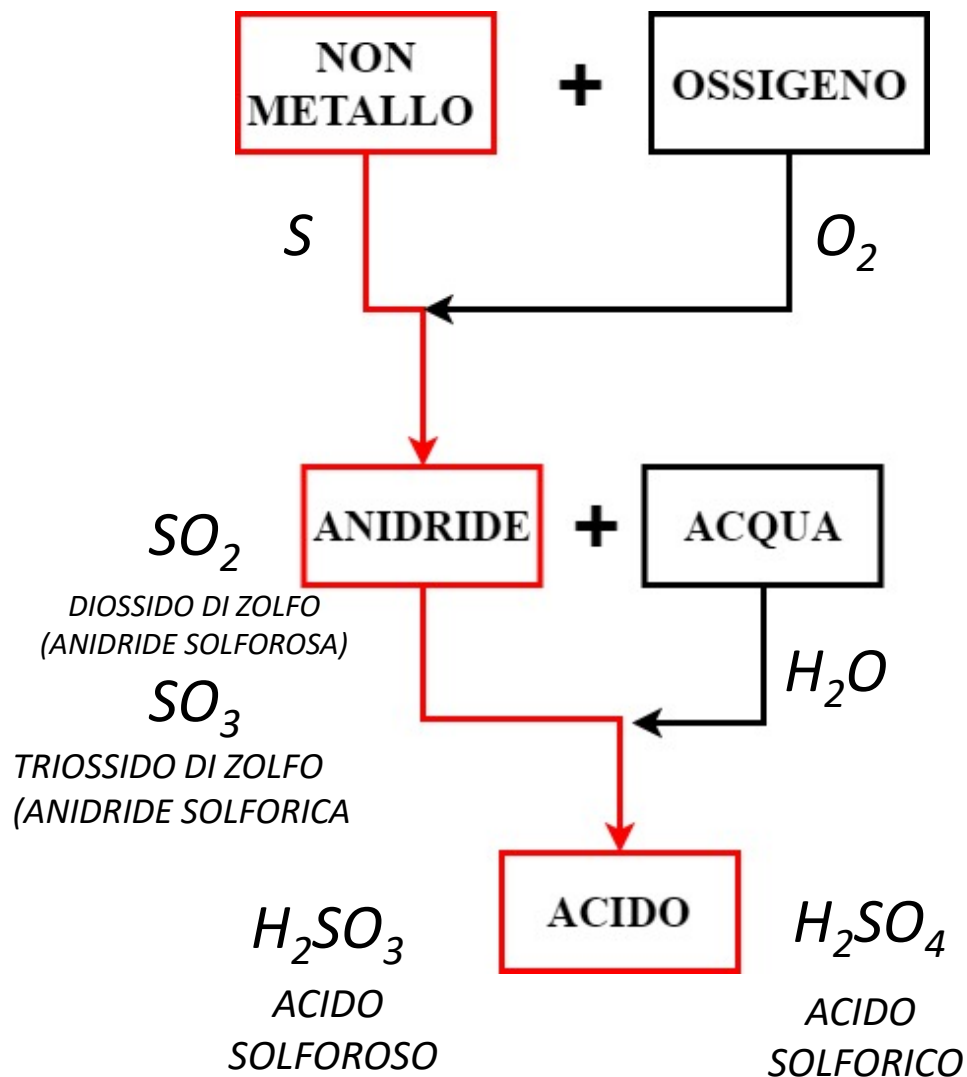 NON
METALLO
+
OSSIGENO
S
O₂
ANIDRIDE
+
ACQUA
SO₂
DIOSSIDO DI ZOLFO
(ANIDRIDE SOLFOROSA)
H₂O
SO₃
TRIOSSIDO DI ZOLFO
(ANIDRIDE SOLFORICA
ACIDO
H₂SO₃
ACIDO
SOLFOROSO
H₂SO₄
ACIDO
SOLFORICO